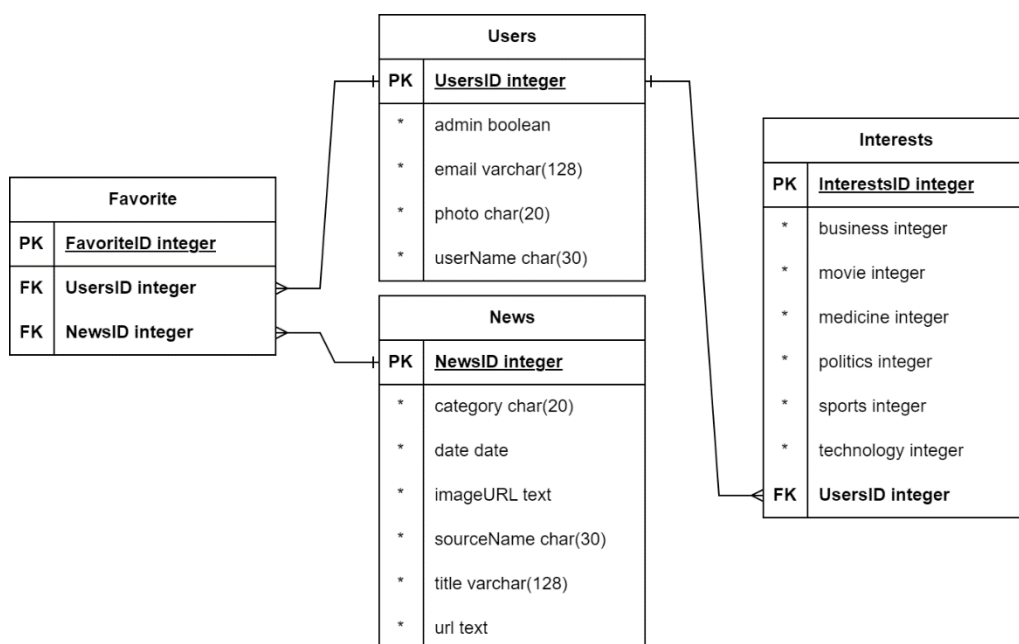 Users
PK UsersID integer
* admin boolean
* email varchar(128)
* photo char(20)
* userName char(30)
Favorite
PK FavoriteID integer
FK UsersID integer
FK NewsID integer
News
PK NewsID integer
* category char(20)
* date date
* imageURL text
* sourceName char(30)
* title varchar(128)
* url text
Interests
PK InterestsID integer
* business integer
* movie integer
* medicine integer
* politics integer
* sports integer
* technology integer
FK UsersID integer